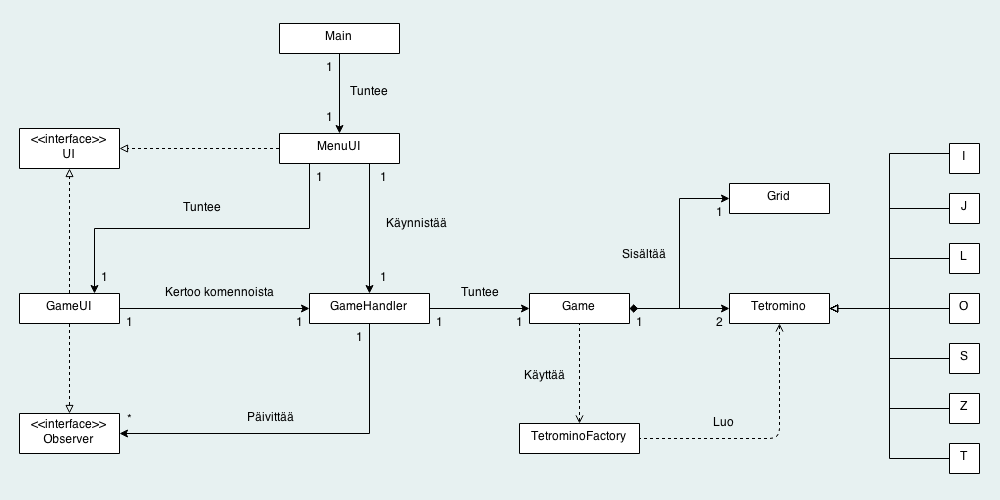 Main
1
Tuntee
1
<<interface>>
UI
MenuUI
1
1
I
Tuntee
Käynnistää
Grid
1
J
Sisältää
L
1
1
GameUI
Kertoo komennoista
GameHandler
Tuntee
Game
Tetromino
O
1
1
1
1
1
2
1
S
Käyttää
Z
<<interface>>
Observer
*
Päivittää
TetrominoFactory
Luo
T